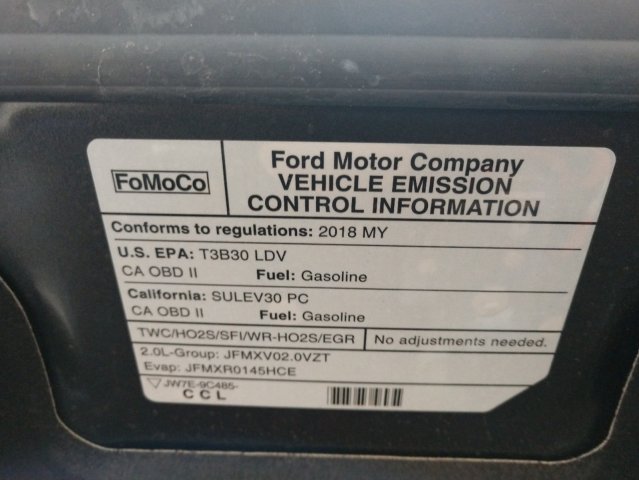 FoMoCo
Ford Motor Company
VEHICLE EMISSION
CONTROL INFORMATION
Conforms to regulations: 2018 MY
U.S. EPA: T3B30 LDV
CA OBD II Fuel: Gasoline
California: SULEV30 PC
CA OBD II Fuel: Gasoline
TWC/HO2S/SFI/WR-HO2S/EGR No adjustments needed.
2.0L-Group: JFMXV02.0VZT
Evap: JFMXR0145HCE
JW7E-9C485-
CCL